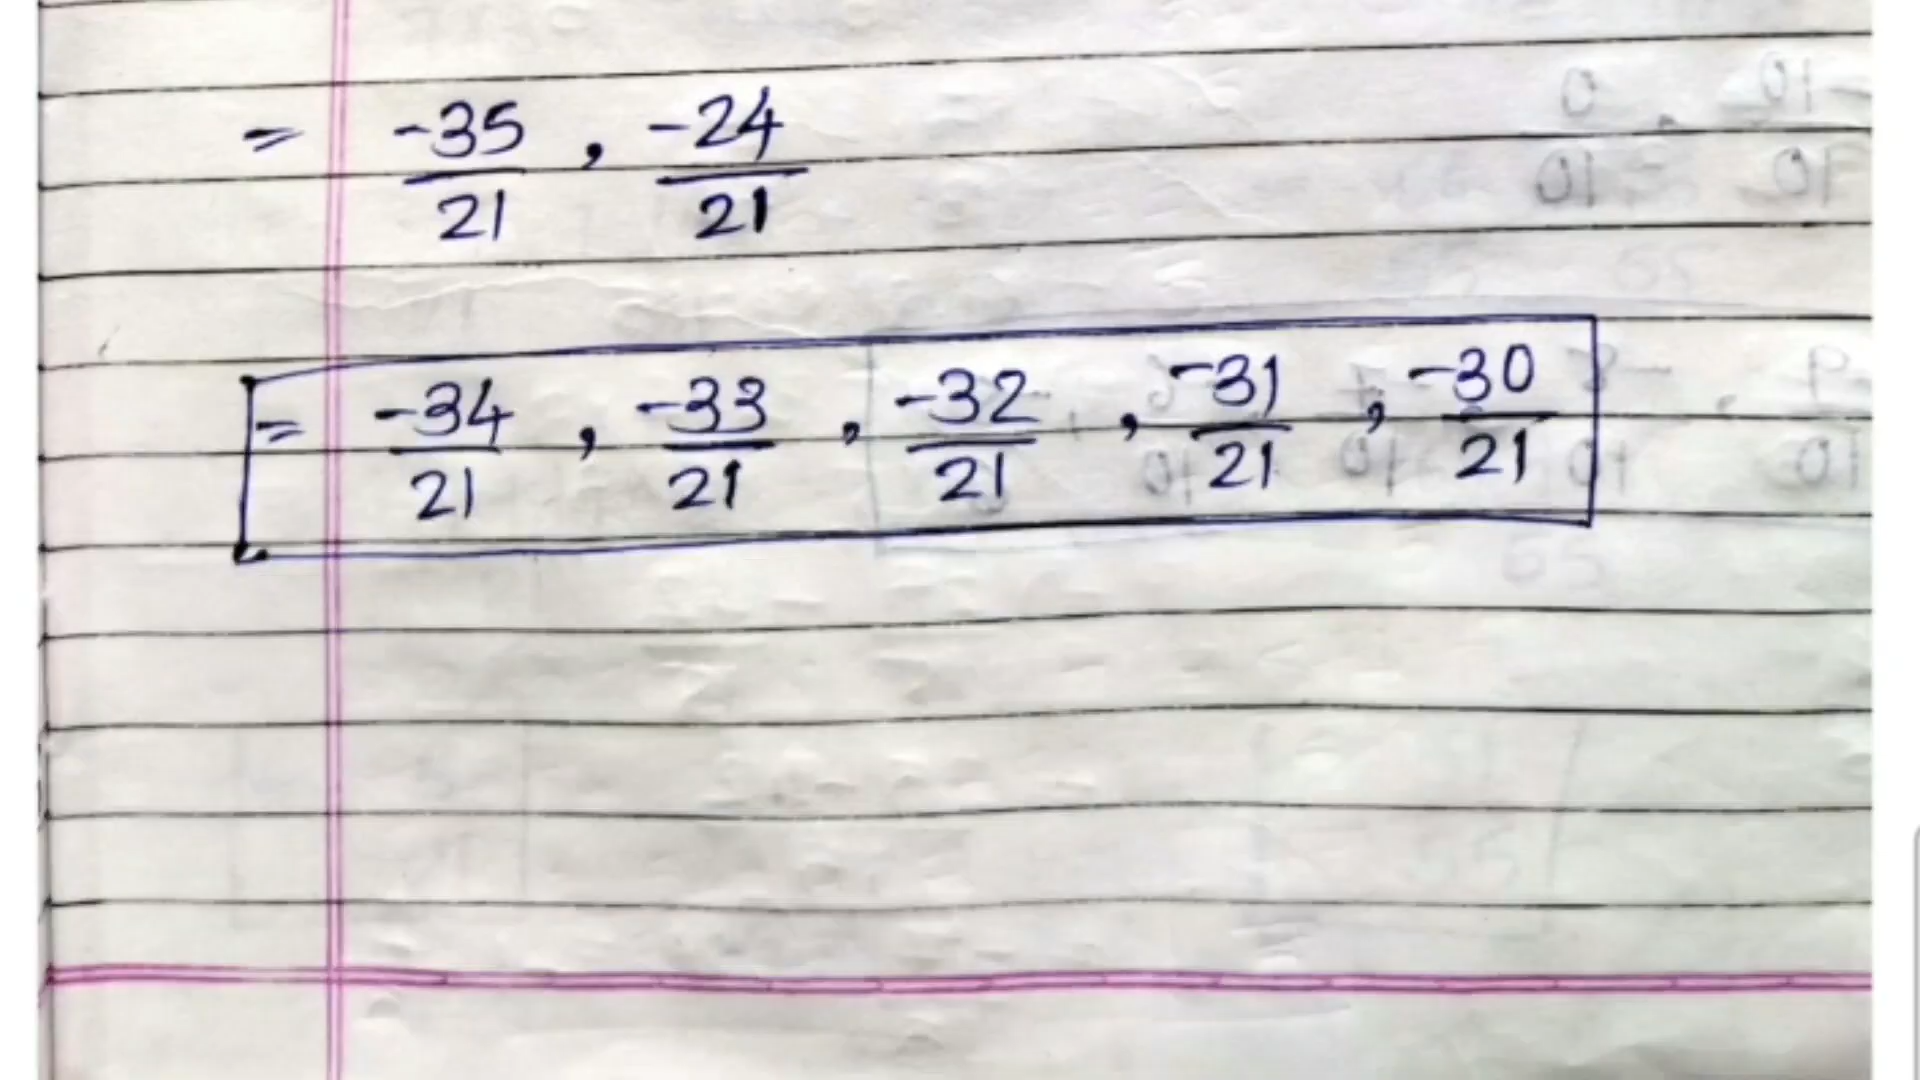 = -35/21 , -24/21
= -34/21 , -33/21 , -32/21 , -31/21 , -30/21